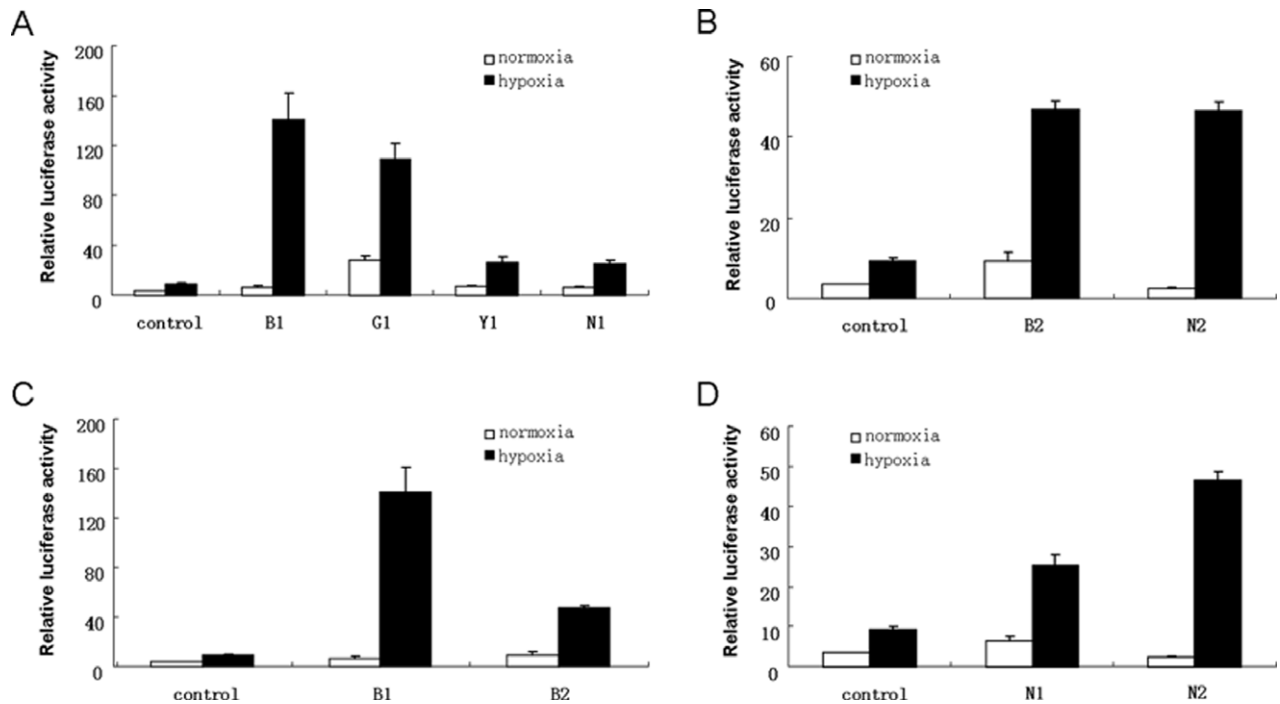 A
Relative luciferase activity
200
160
120
80
40
0
normoxia
hypoxia
control B1 G1 Y1 N1
B
Relative luciferase activity
60
40
20
0
normoxia
hypoxia
control B2 N2
C
Relative luciferase activity
200
160
120
80
40
0
normoxia
hypoxia
control B1 B2
D
Relative luciferase activity
60
50
40
30
20
10
0
normoxia
hypoxia
control N1 N2